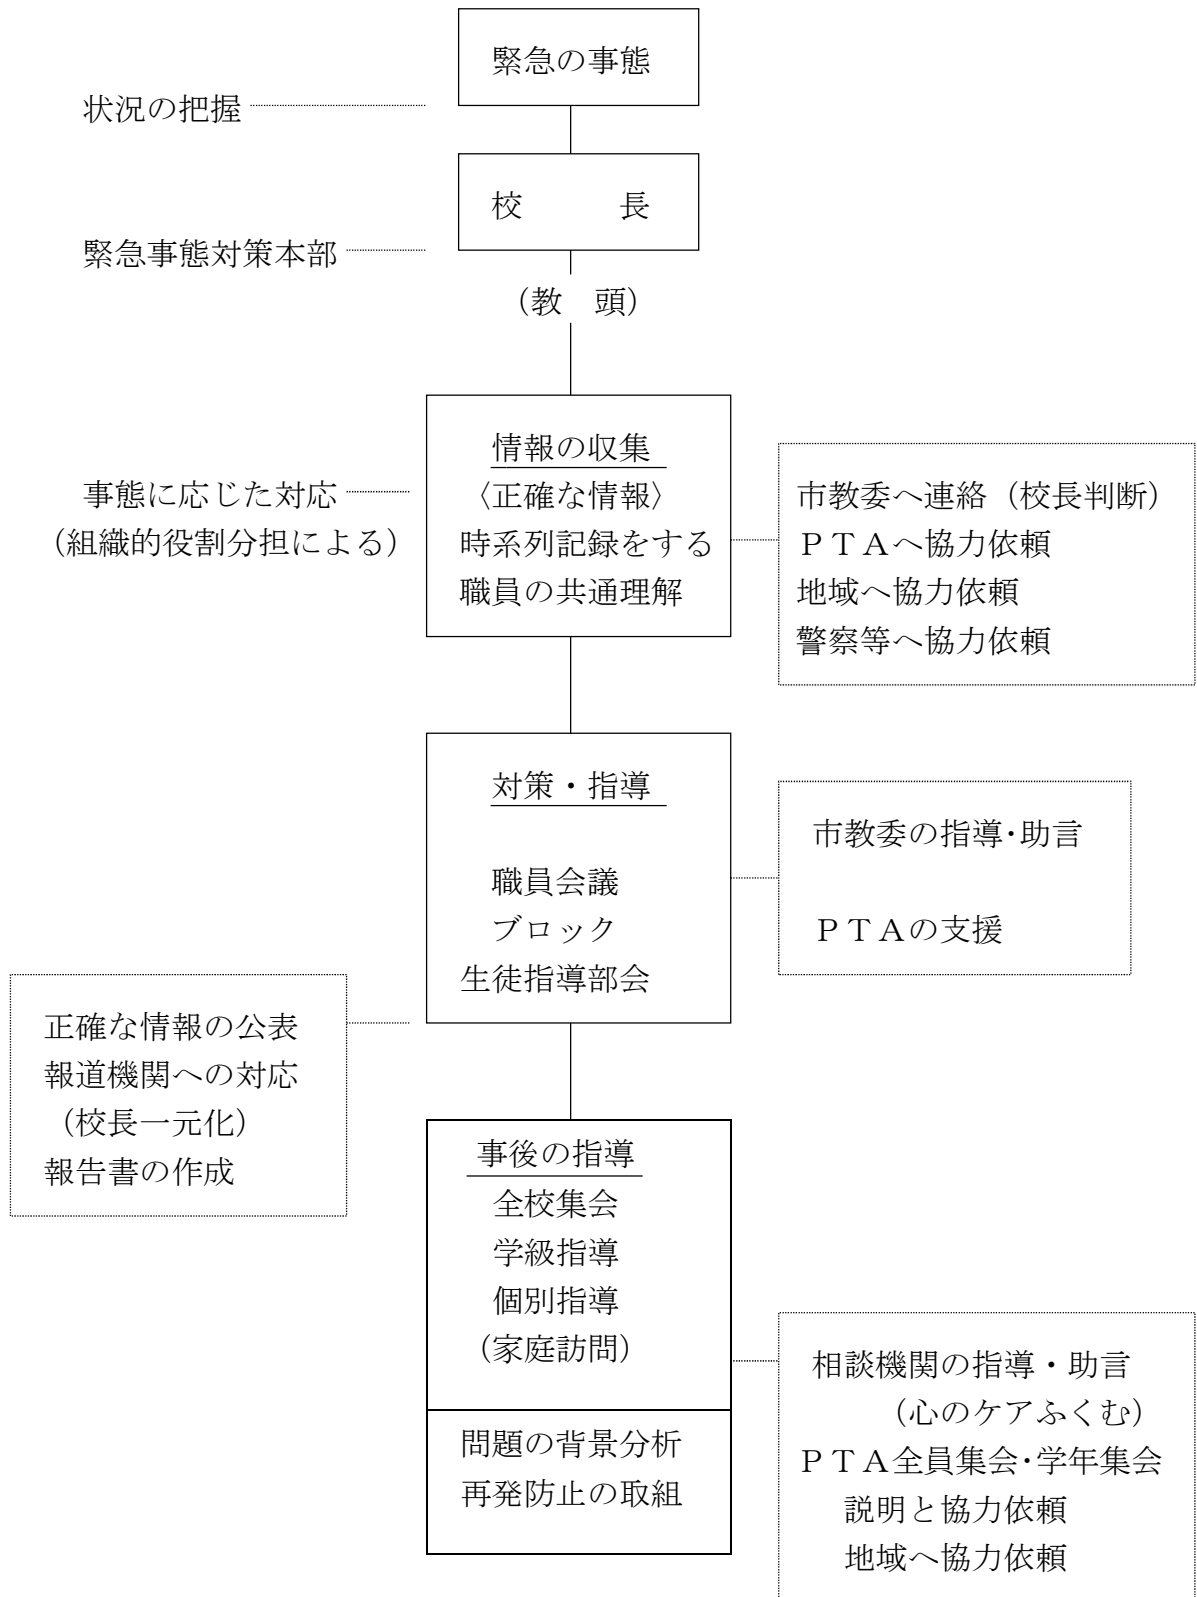 緊急の事態
状況の把握
校　　　長
緊急事態対策本部
（教　頭）
情報の収集
〈正確な情報〉
時系列記録をする
職員の共通理解
事態に応じた対応
（組織的役割分担による）
市教委へ連絡（校長判断）
ＰＴＡへ協力依頼
地域へ協力依頼
警察等へ協力依頼
対策・指導
職員会議
ブロック
生徒指導部会
市教委の指導・助言
ＰＴＡの支援
正確な情報の公表
報道機関への対応
（校長一元化）
報告書の作成
事後の指導
全校集会
学級指導
個別指導
（家庭訪問）
問題の背景分析
再発防止の取組
相談機関の指導・助言
（心のケアふくむ）
ＰＴＡ全員集会・学年集会
説明と協力依頼
地域へ協力依頼